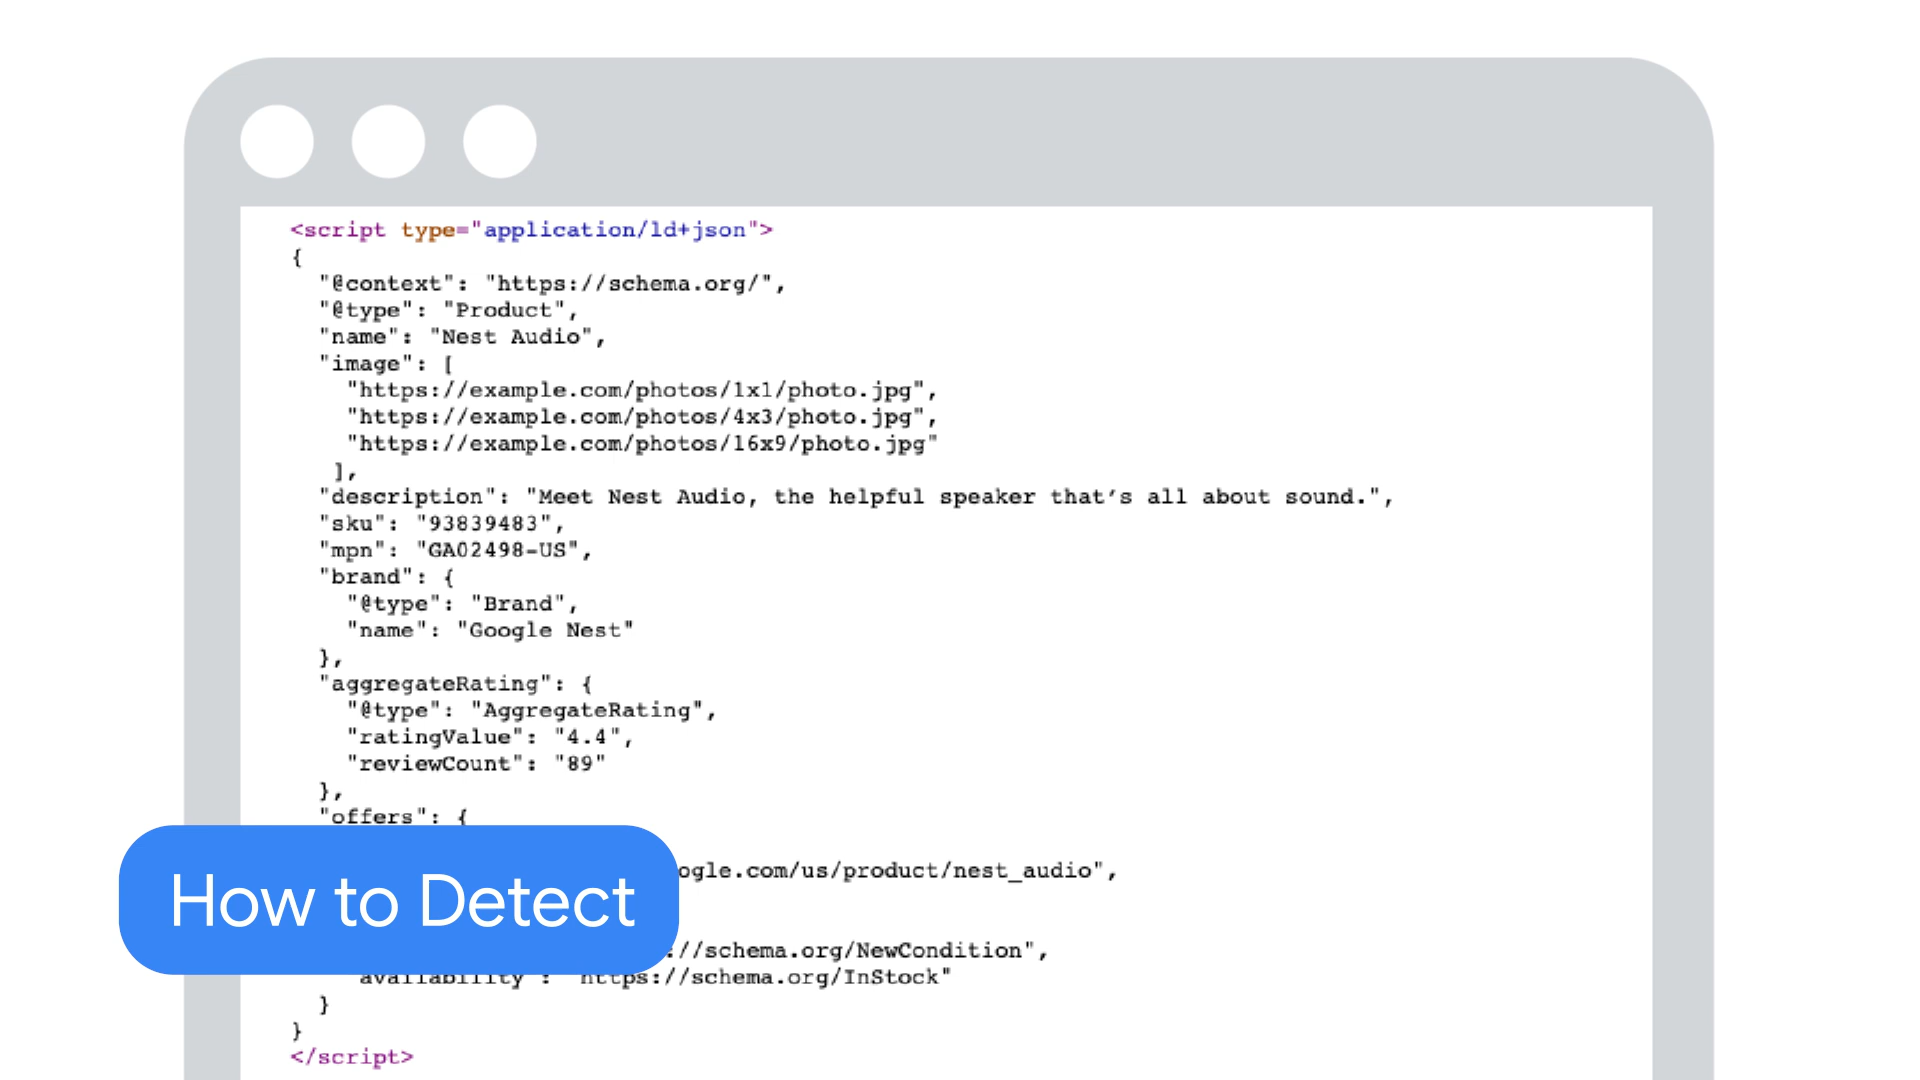 <script type="application/ld+json">
{
"@context": "https://schema.org/",
"@type": "Product",
"name": "Nest Audio",
"image": [
"https://example.com/photos/1x1/photo.jpg",
"https://example.com/photos/4x3/photo.jpg",
"https://example.com/photos/16x9/photo.jpg"
],
"description": "Meet Nest Audio, the helpful speaker that’s all about sound.",
"sku": "93839483",
"mpn": "GA02498-US",
"brand": {
"@type": "Brand",
"name": "Google Nest"
},
"aggregateRating": {
"@type": "AggregateRating",
"ratingValue": "4.4",
"reviewCount": "89"
},
"offers": {
ogle.com/us/product/nest_audio",
How to Detect
://schema.org/NewCondition",
availability": "https://schema.org/InStock"
}
}
</script>